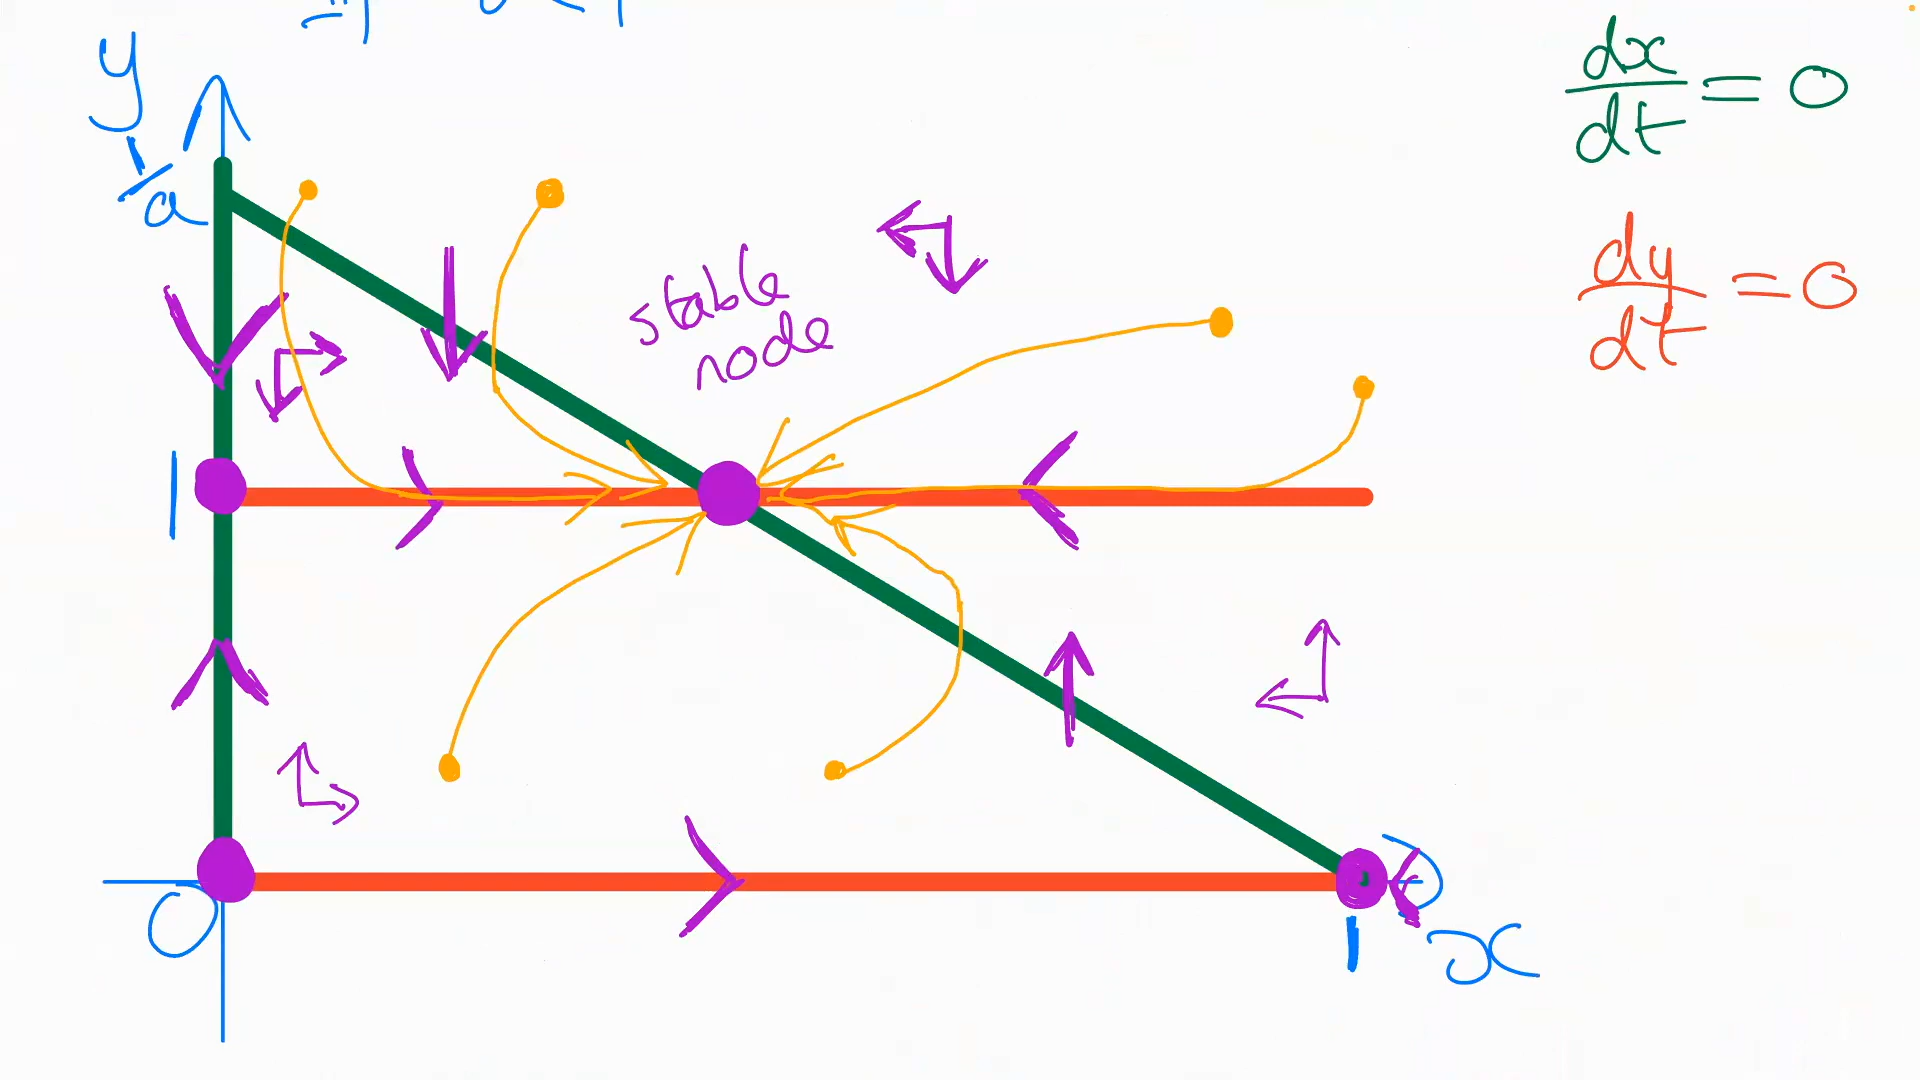 y
1/a
dx/dt = 0
dy/dt = 0
stable
node
1
0
1
x